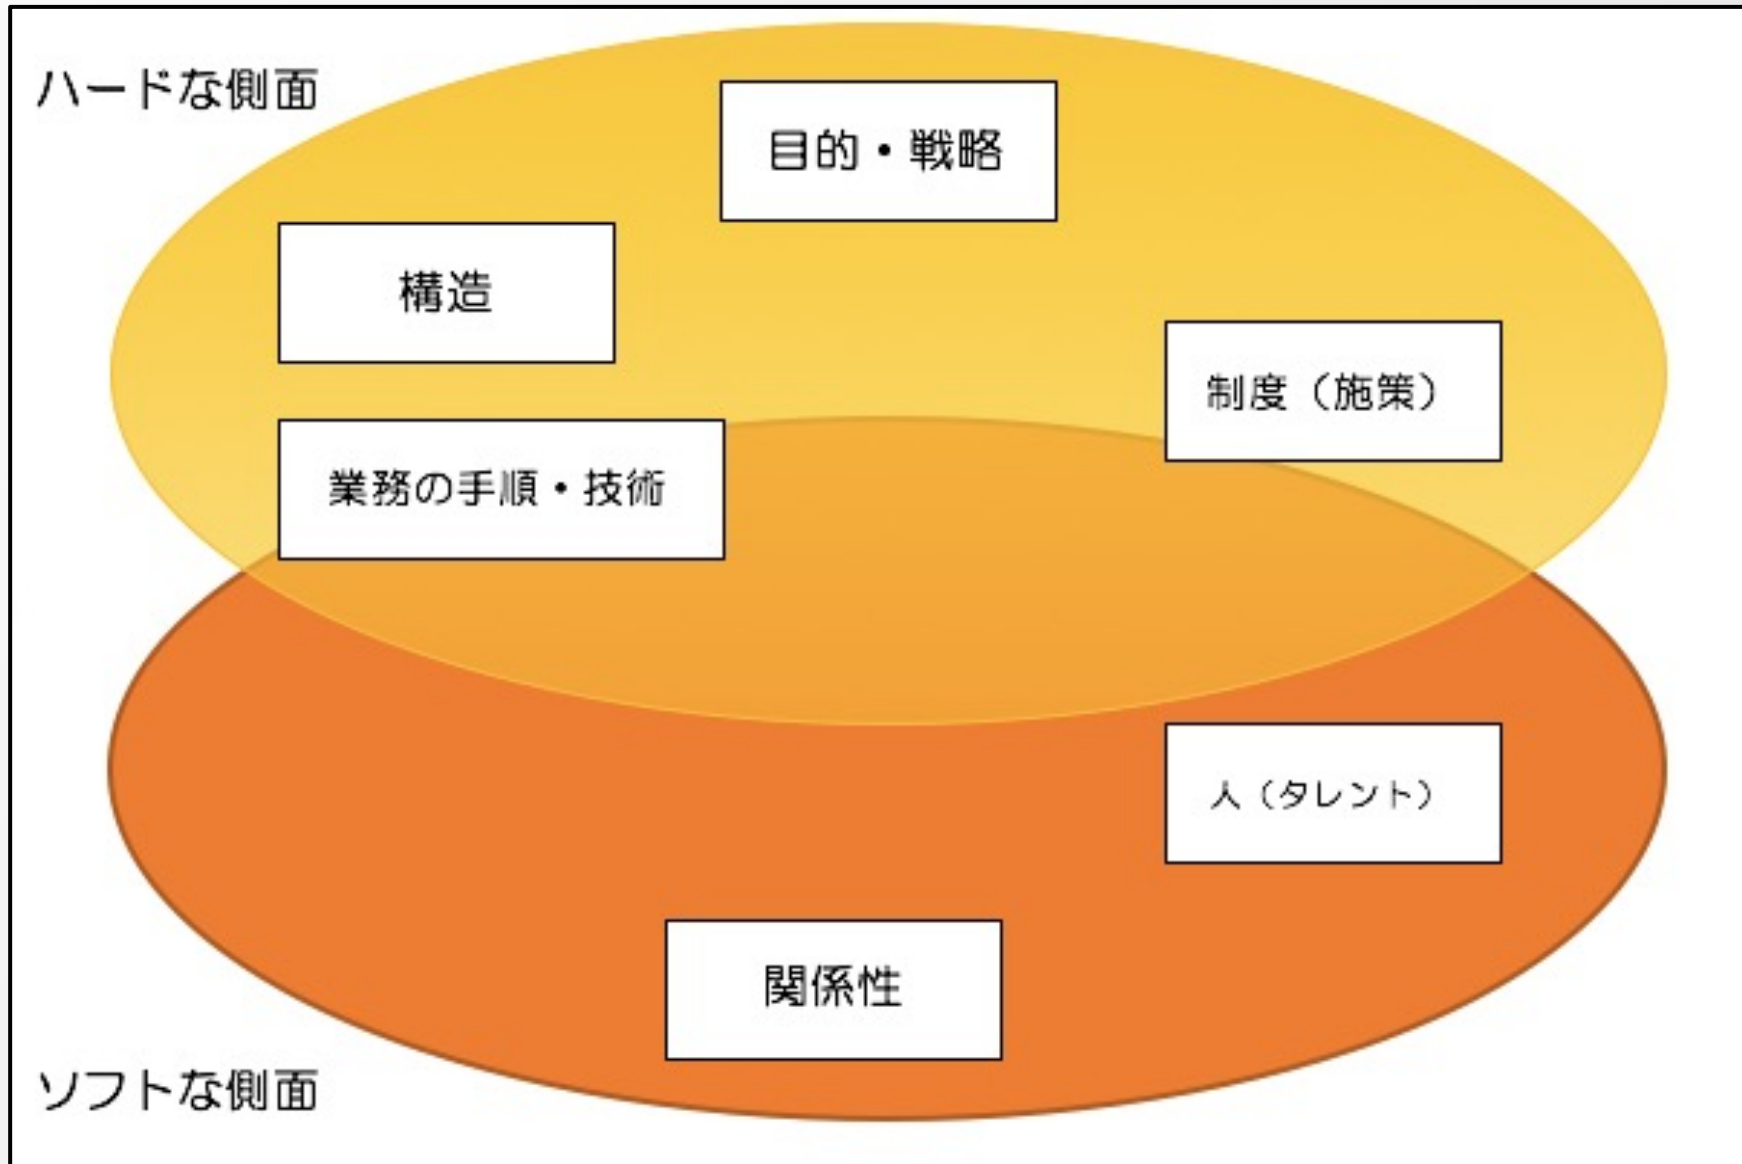 ハードな側面
目的・戦略
構造
制度（施策）
業務の手順・技術
人（タレント）
関係性
ソフトな側面